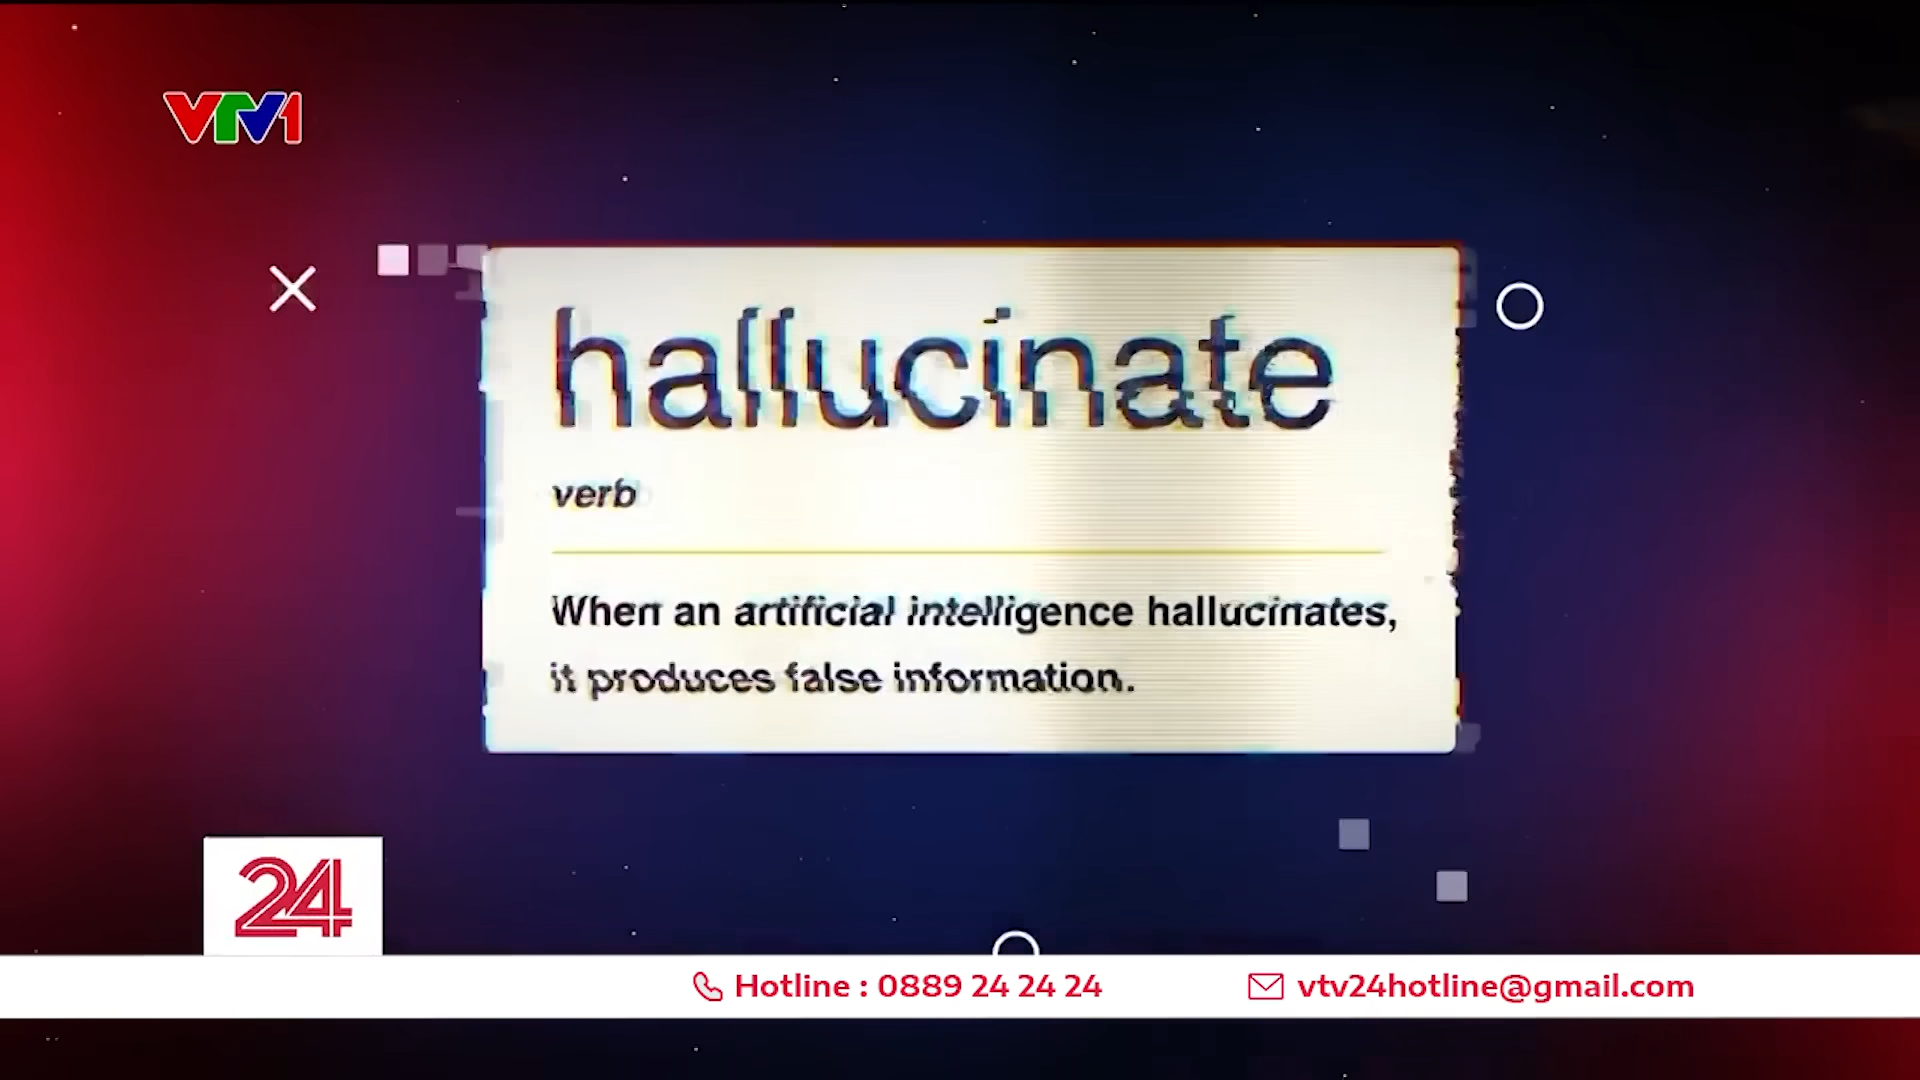 VTV1
hallucinate
verb
When an artificial intelligence hallucinates,
it produces false information.
24
Hotline : 0889 24 24 24
vtv24hotline@gmail.com